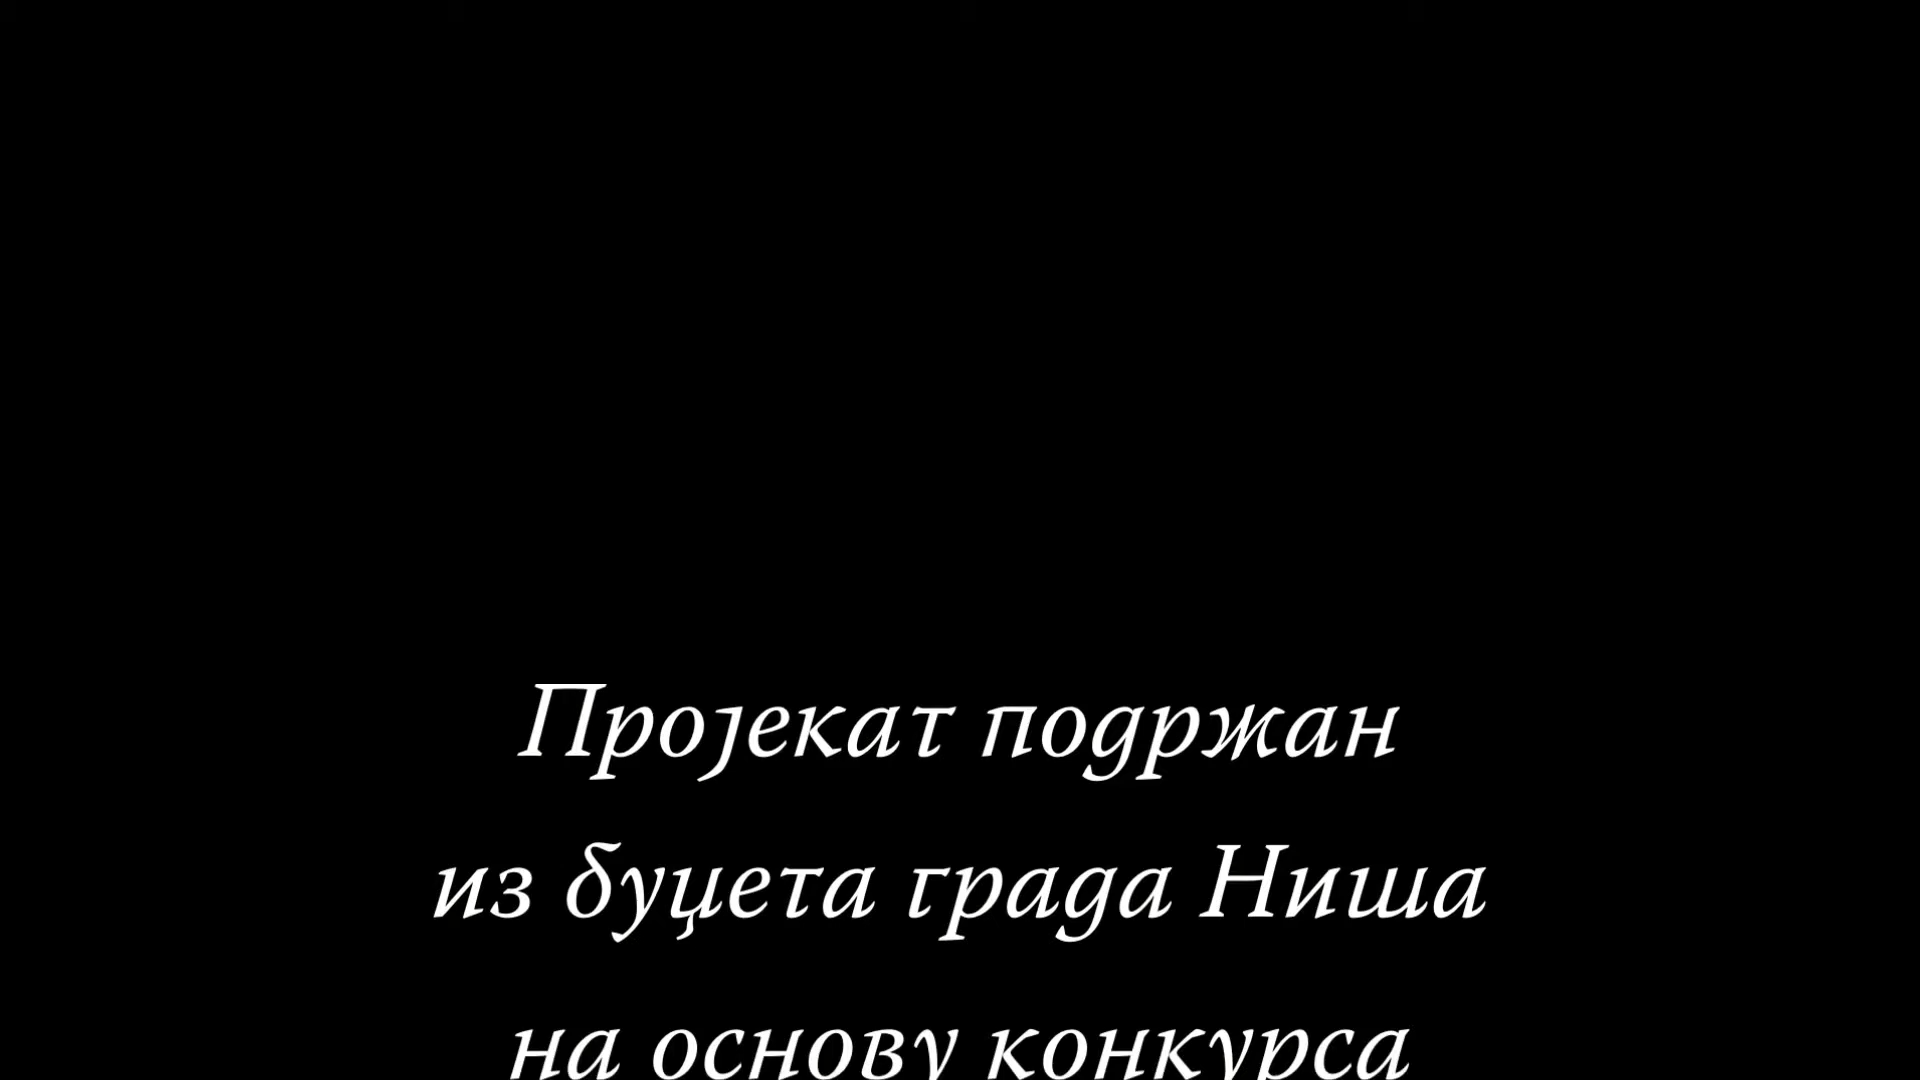 Пројекат подржан
из буџета града Ниша
на основу конкурса